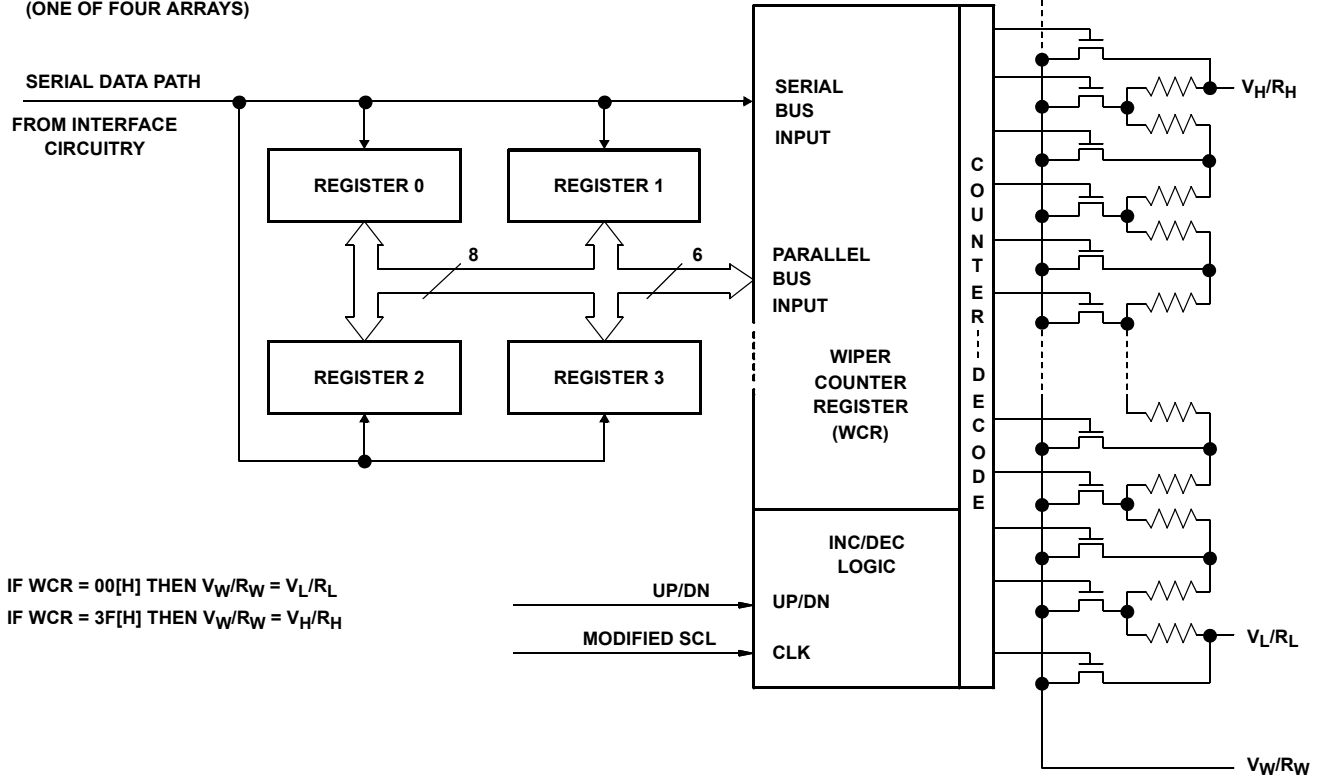 (ONE OF FOUR ARRAYS)
SERIAL DATA PATH
FROM INTERFACE
CIRCUITRY
REGISTER 0
REGISTER 1
8
6
REGISTER 2
REGISTER 3
SERIAL
BUS
INPUT
PARALLEL
BUS
INPUT
WIPER
COUNTER
REGISTER
(WCR)
INC/DEC
LOGIC
UP/DN
UP/DN
MODIFIED SCL
CLK
COUNTER
DECODE
VH/RH
VL/RL
VW/RW
IF WCR = 00[H] THEN VW/RW = VL/RL
IF WCR = 3F[H] THEN VW/RW = VH/RH